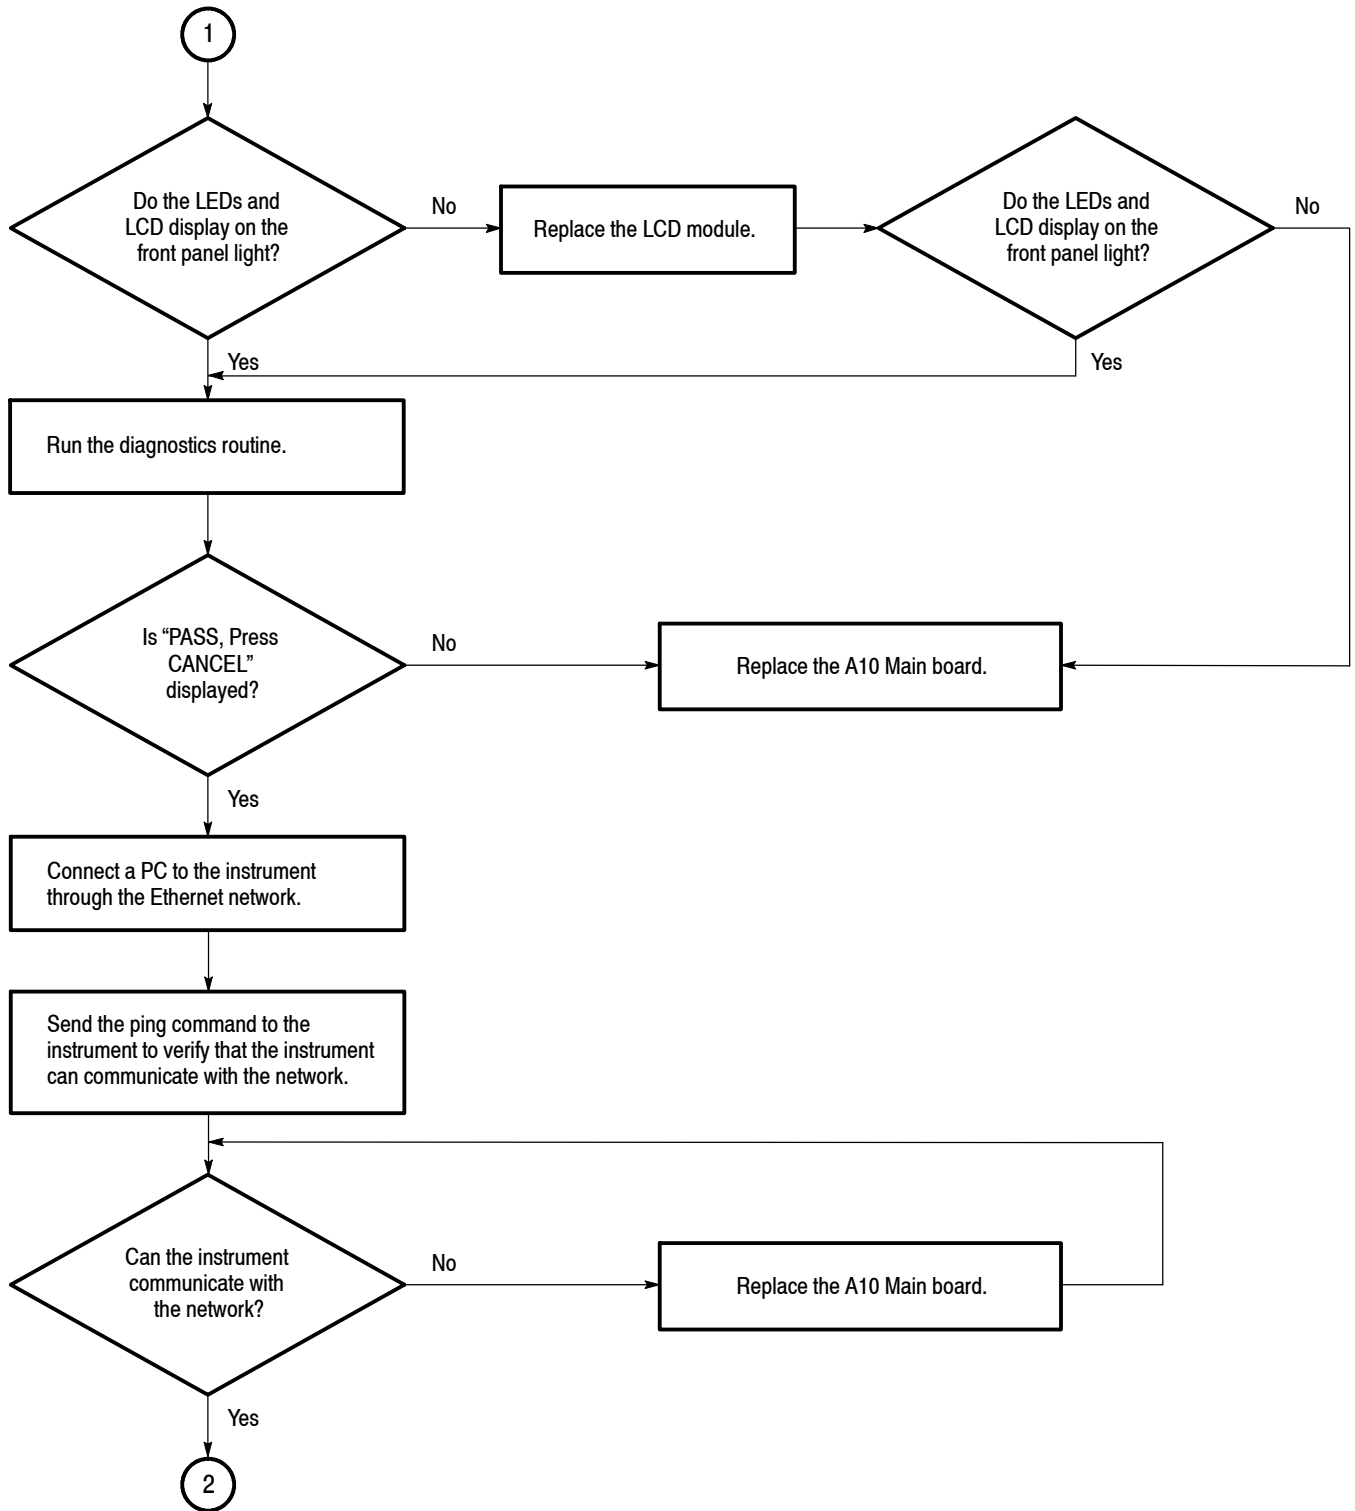 1
Do the LEDs and
LCD display on the
front panel light?
No
Replace the LCD module.
Do the LEDs and
LCD display on the
front panel light?
No
Yes
Yes
Run the diagnostics routine.
Is “PASS, Press
CANCEL”
displayed?
No
Replace the A10 Main board.
Yes
Connect a PC to the instrument
through the Ethernet network.
Send the ping command to the
instrument to verify that the instrument
can communicate with the network.
Can the instrument
communicate with
the network?
No
Replace the A10 Main board.
Yes
2